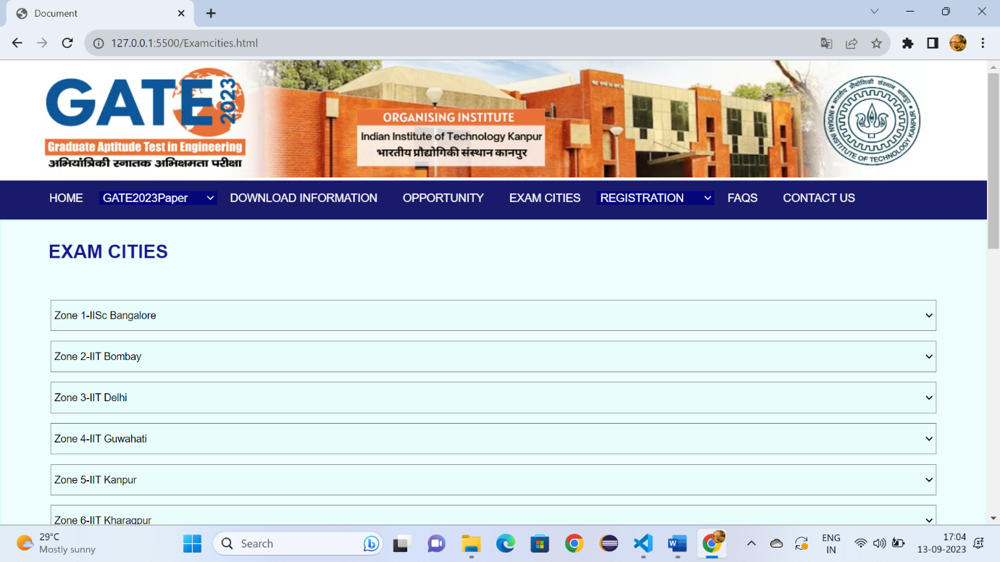 Document
127.0.0.1:5500/Examcities.html
GATE 2023
Graduate Aptitude Test in Engineering
अभियांत्रिकी स्नातक अभिक्षमता परीक्षा
ORGANISING INSTITUTE
Indian Institute of Technology Kanpur
भारतीय प्रौद्योगिकी संस्थान कानपुर
भारतीय प्रौद्योगिकी संस्थान कानपुर
INDIAN INSTITUTE OF TECHNOLOGY KANPUR
HOME GATE2023Paper DOWNLOAD INFORMATION OPPORTUNITY EXAM CITIES REGISTRATION FAQS CONTACT US
EXAM CITIES
Zone 1-IISc Bangalore
Zone 2-IIT Bombay
Zone 3-IIT Delhi
Zone 4-IIT Guwahati
Zone 5-IIT Kanpur
Zone 6-IIT Kharagpur
29°C
Mostly sunny
Search
ENG
IN
17:04
13-09-2023